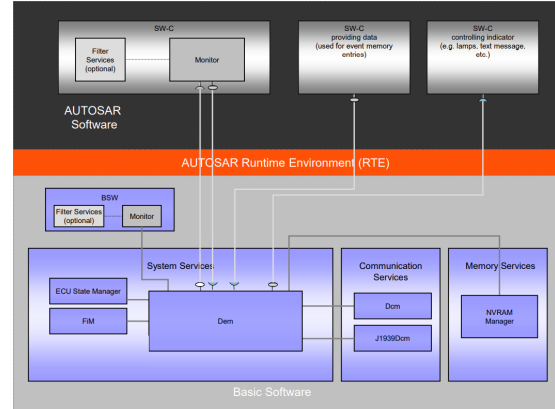 SW-C
Filter
Services
(optional)
Monitor
SW-C
providing data
(used for event memory
entries)
SW-C
controlling indicator
(e.g. lamps, text message,
etc.)
AUTOSAR
Software
AUTOSAR Runtime Environment (RTE)
BSW
Filter Services
(optional)
Monitor
System Services
ECU State Manager
FiM
Dem
Communication
Services
Dcm
J1939Dcm
Memory Services
NVRAM
Manager
Basic Software